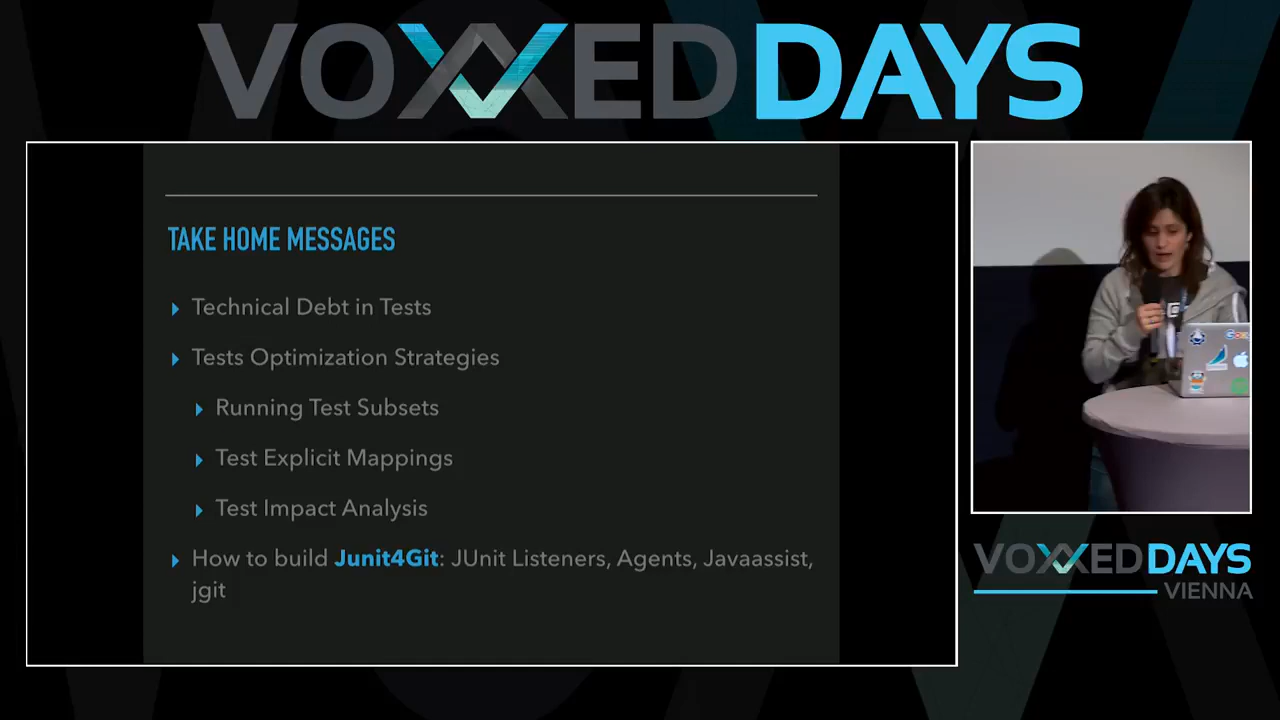 VOXXED DAYS
TAKE HOME MESSAGES
Technical Debt in Tests
Tests Optimization Strategies
Running Test Subsets
Test Explicit Mappings
Test Impact Analysis
How to build Junit4Git: JUnit Listeners, Agents, Javaassist,
jgit
VOXXED DAYS
VIENNA